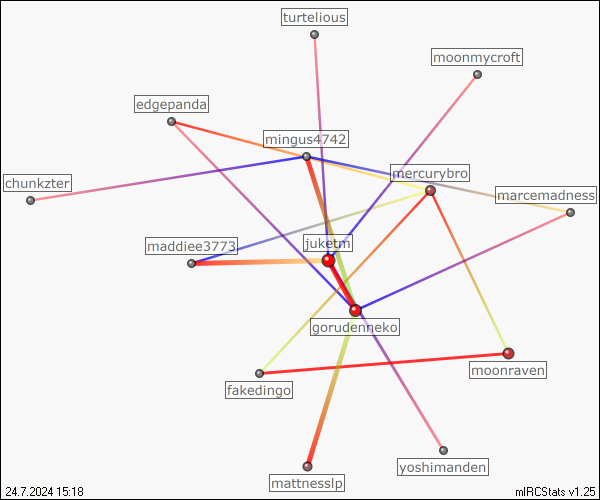 turtelious
moonmycroft
edgepanda
mingus4742
mercurybro
chunkzter
marcemadness
juketm
maddiee3773
gorudenneko
moonraven
fakedingo
yoshimanden
mattnesslp
24.7.2024 15:18
mIRCStats v1.25